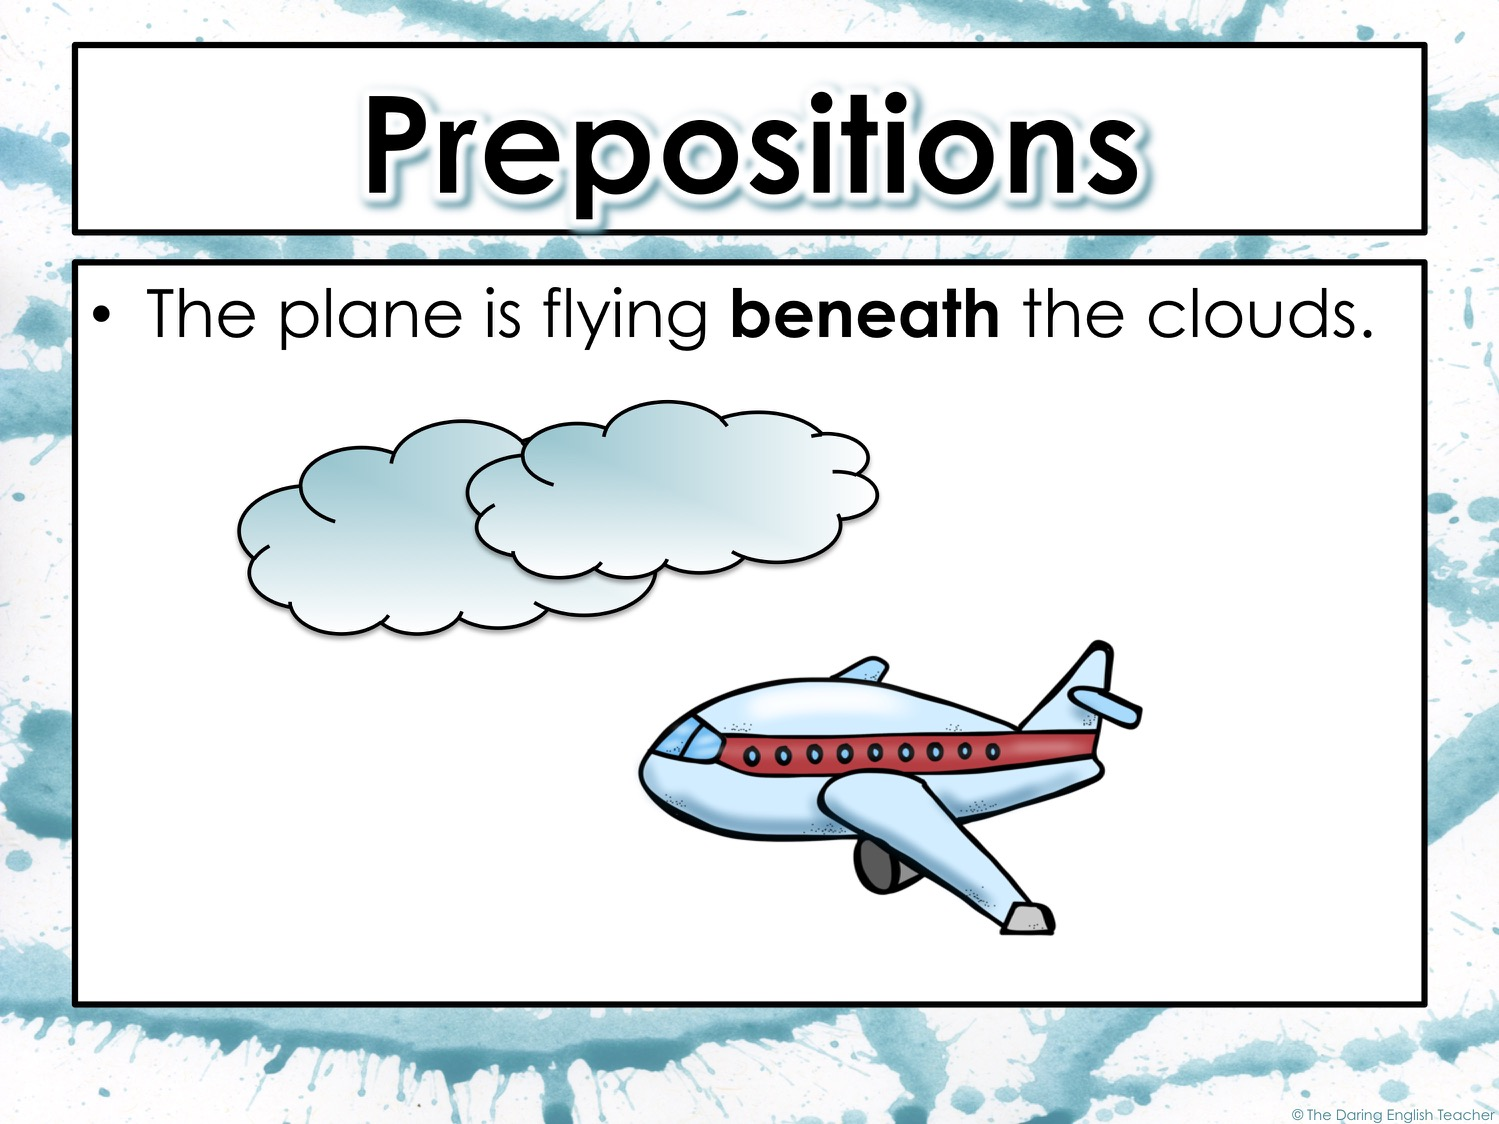 Prepositions
• The plane is flying beneath the clouds.
© The Daring English Teacher